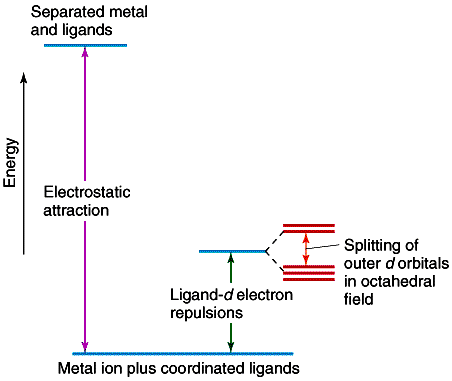 Separated metal
and ligands
Energy
Electrostatic
attraction
Ligand-d electron
repulsions
Splitting of
outer d orbitals
in octahedral
field
Metal ion plus coordinated ligands